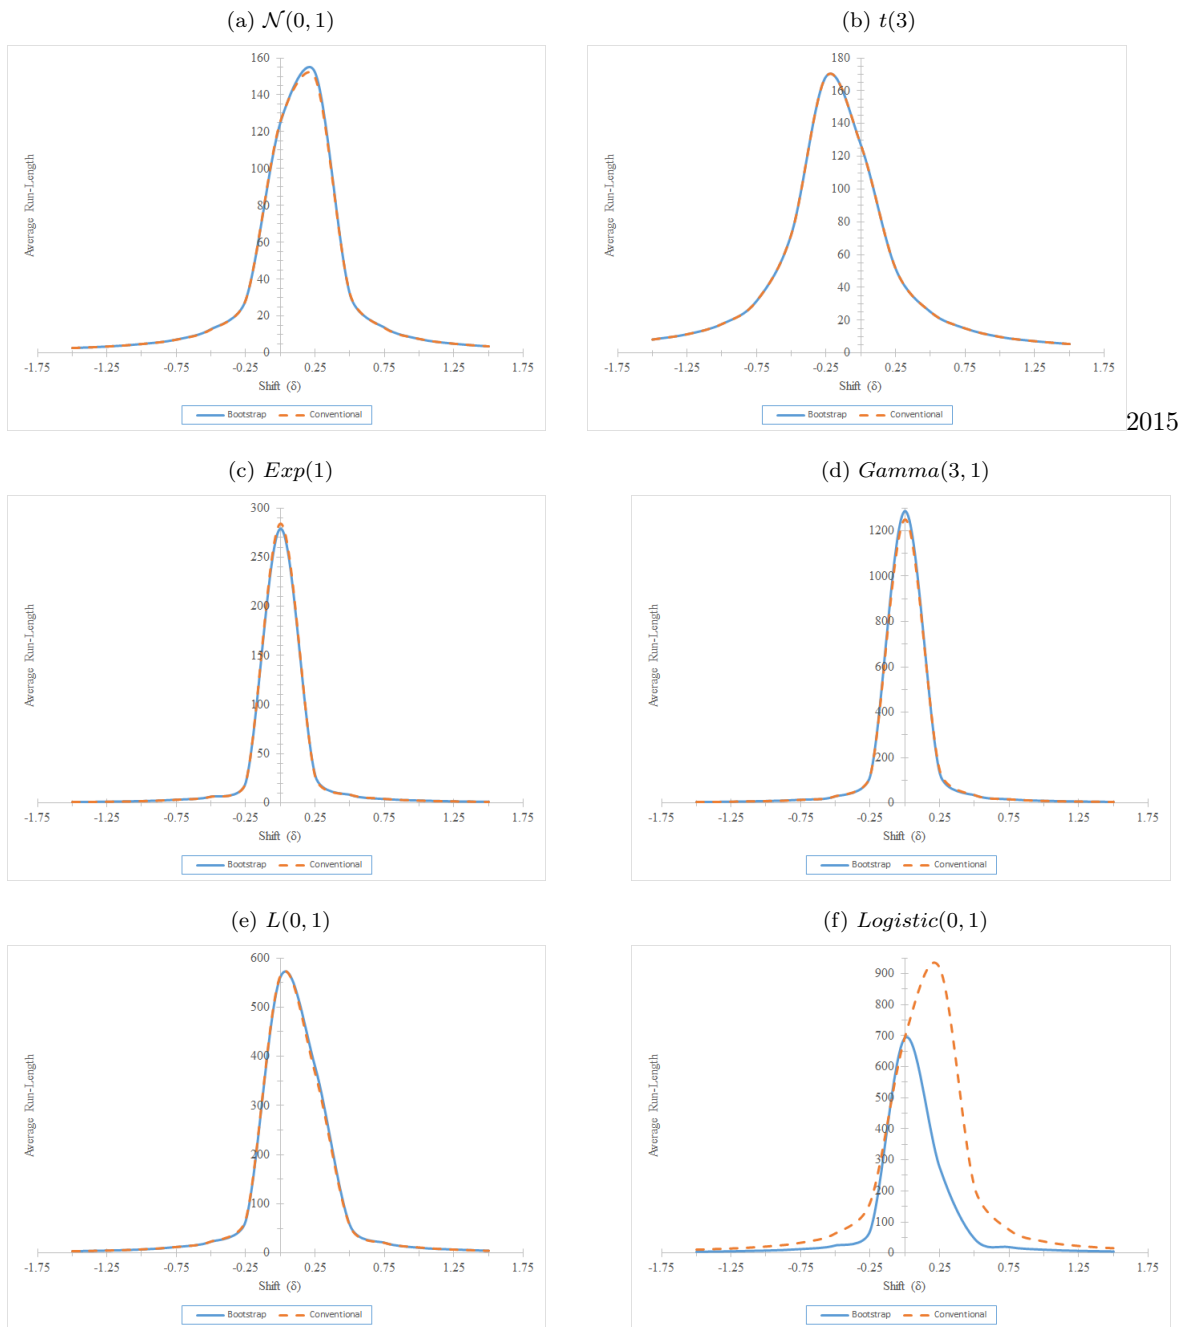 (a) 𝒩(0, 1)
160
140
120
100
80
60
40
20
0
-1.75 -1.25 -0.75 -0.25 0.25 0.75 1.25 1.75
Average Run-Length
Shift (δ)
Bootstrap Conventional
(b) t(3)
180
160
140
120
100
80
60
40
20
0
-1.75 -1.25 -0.75 -0.25 0.25 0.75 1.25 1.75
Average Run-Length
Shift (δ)
Bootstrap Conventional
2015
(c) Exp(1)
300
250
200
150
100
50
0
-1.75 -1.25 -0.75 -0.25 0.25 0.75 1.25 1.75
Average Run-Length
Shift (δ)
Bootstrap Conventional
(d) Gamma(3, 1)
1200
1000
800
600
400
200
0
-1.75 -1.25 -0.75 -0.25 0.25 0.75 1.25 1.75
Average Run-Length
Shift (δ)
Bootstrap Conventional
(e) L(0, 1)
600
500
400
300
200
100
0
-1.75 -1.25 -0.75 -0.25 0.25 0.75 1.25 1.75
Average Run-Length
Shift (δ)
Bootstrap Conventional
(f) Logistic(0, 1)
900
800
700
600
500
400
300
200
100
0
-1.75 -1.25 -0.75 -0.25 0.25 0.75 1.25 1.75
Average Run-Length
Shift (δ)
Bootstrap Conventional